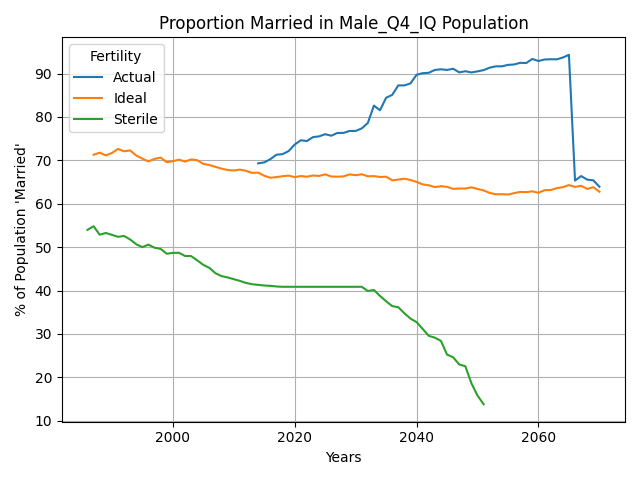 Proportion Married in Male_Q4_IQ Population
Fertility
Actual
Ideal
Sterile
% of Population 'Married'
90
80
70
60
50
40
30
20
10
2000
2020
2040
2060
Years